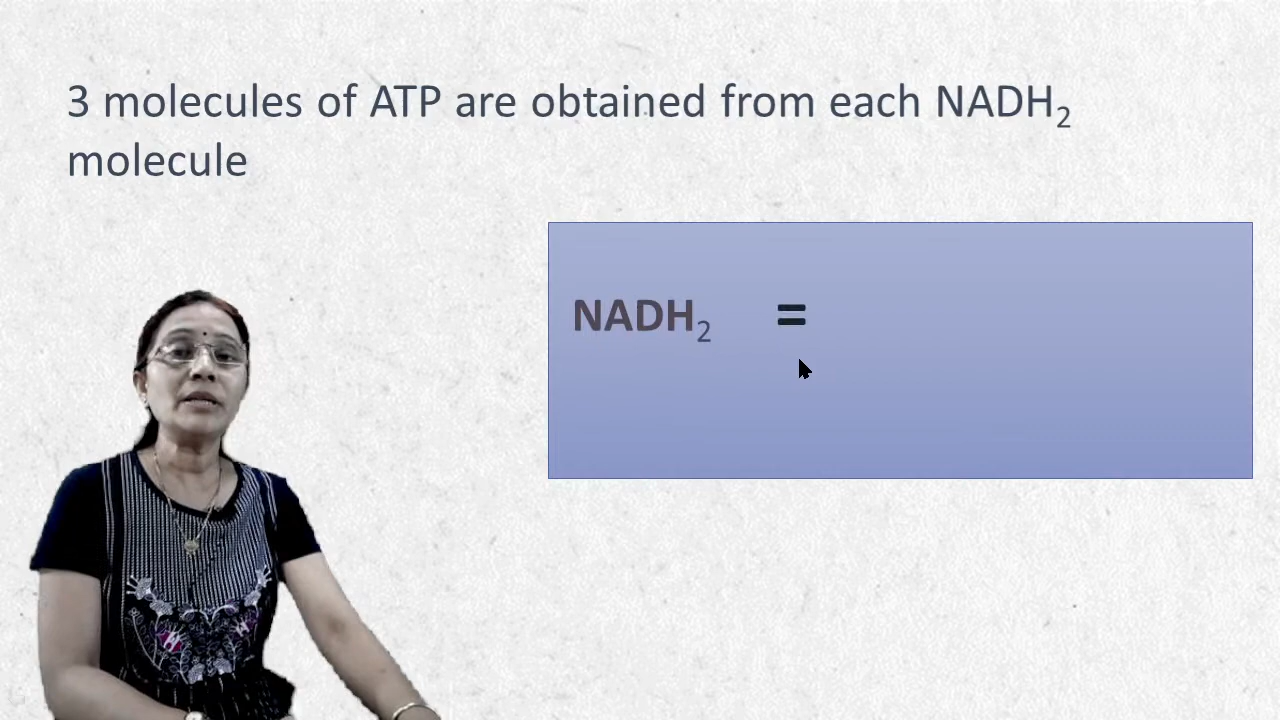 3 molecules of ATP are obtained from each NADH₂
molecule
NADH₂ =